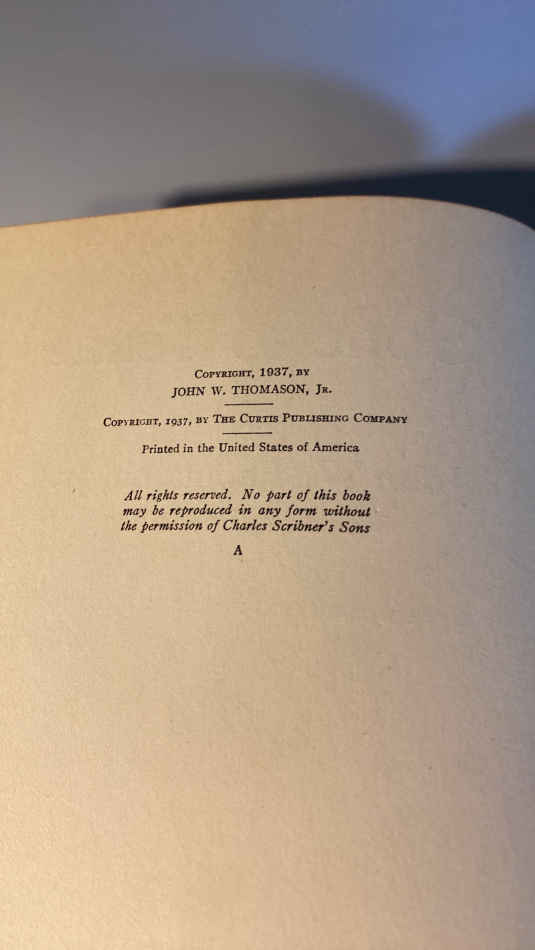 COPYRIGHT, 1937, BY
JOHN W. THOMASON, JR.
COPYRIGHT, 1937, BY THE CURTIS PUBLISHING COMPANY
Printed in the United States of America
All rights reserved. No part of this book
may be reproduced in any form without
the permission of Charles Scribner's Sons
A